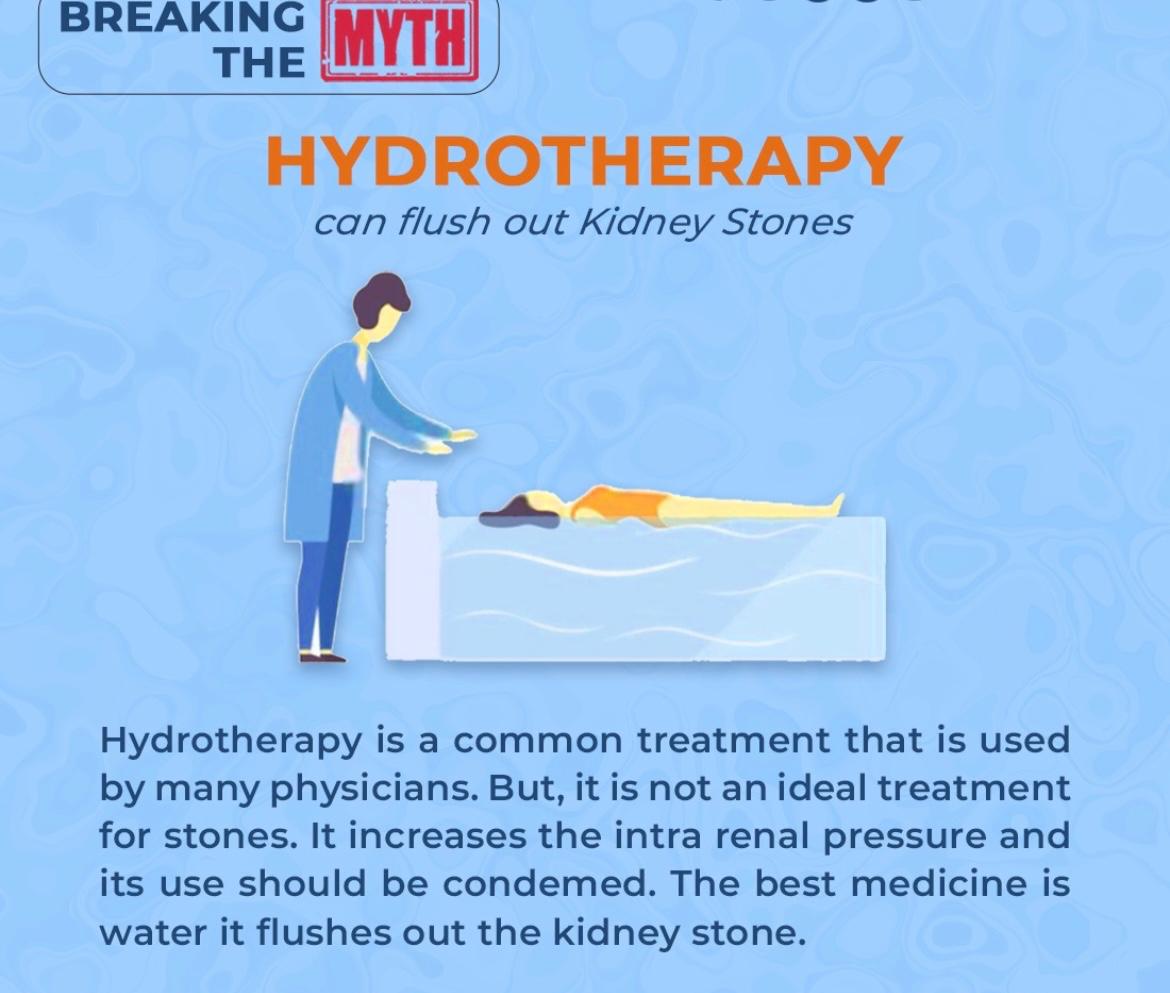 BREAKING
THE MYTH
HYDROTHERAPY
can flush out Kidney Stones
Hydrotherapy is a common treatment that is used
by many physicians. But, it is not an ideal treatment
for stones. It increases the intra renal pressure and
its use should be condemed. The best medicine is
water it flushes out the kidney stone.